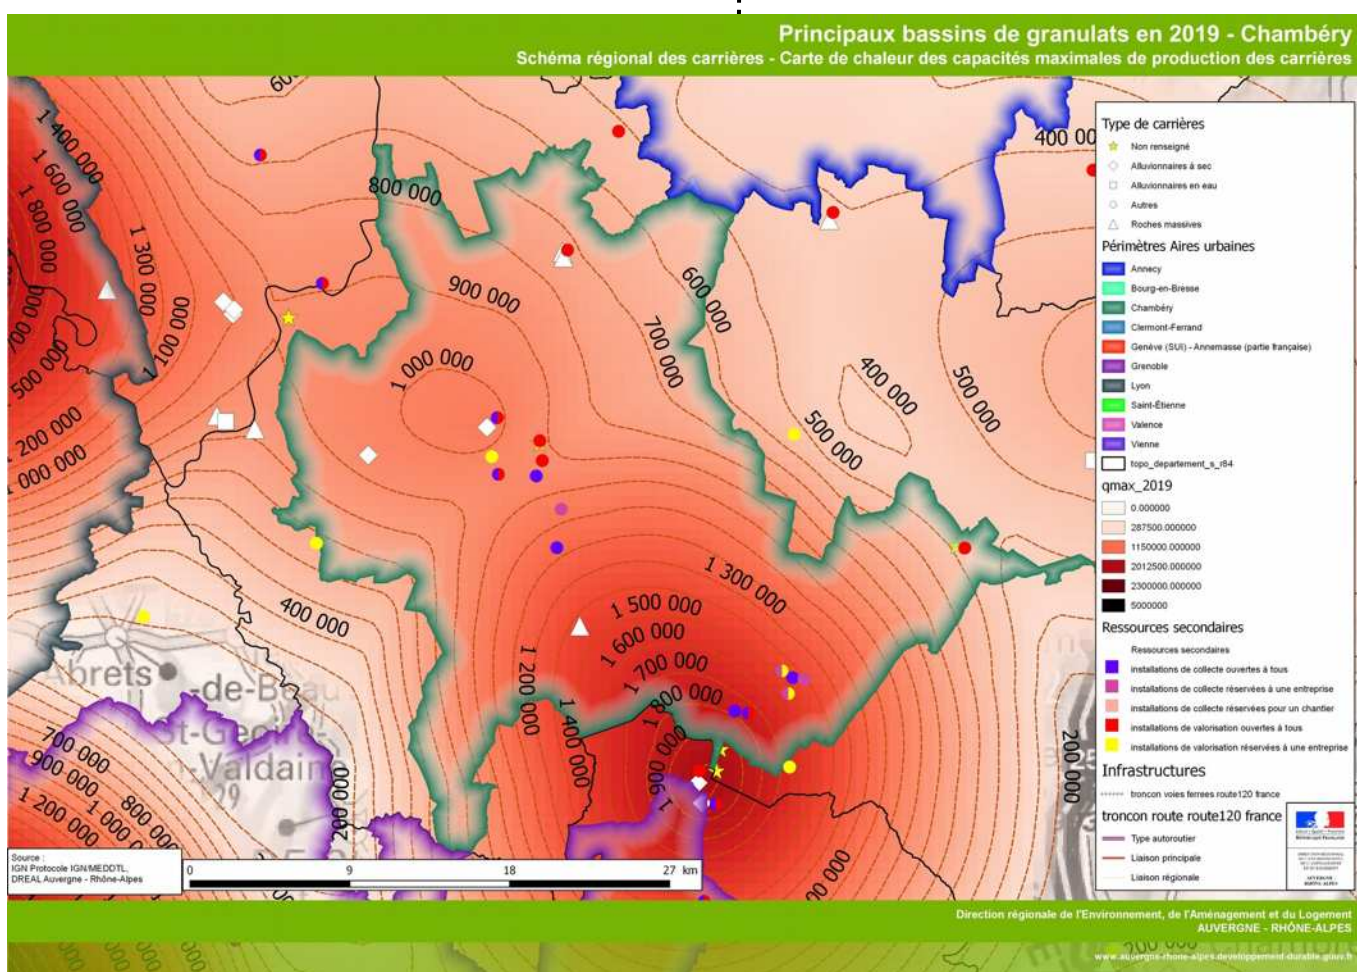 Principaux bassins de granulats en 2019 - Chambéry
Schéma régional des carrières - Carte de chaleur des capacités maximales de production des carrières
1 400 000
1 600 000
1 800 000
1 300 000
1 100 000
700 000
500 000
1 200 000
1 000 000
800 000
900 000
1 000 000
600 000
700 000
400 000
500 000
500 000
400 00
400 000
1 300 000
1 500 000
1 600 000
1 700 000
1 800 000
1 200 000
1 400 000
1 900
200 000
200 000
700 000
900 000
1 200 000
800 000
Abrets
-de-Beau
St-Geoire-
n-Valdaine
Type de carrières
Non renseigné
Alluvionnaires à sec
Alluvionnaires en eau
Autres
Roches massives
Périmètres Aires urbaines
Annecy
Bourg-en-Bresse
Chambéry
Clermont-Ferrand
Genève (SUI) - Annemasse (partie française)
Grenoble
Lyon
Saint-Étienne
Valence
Vienne
topo_departement_s_r84
qmax_2019
0.000000
287500.000000
1150000.000000
2012500.000000
2300000.000000
5000000
Ressources secondaires
Ressources secondaires
installations de collecte ouvertes à tous
installations de collecte réservées à une entreprise
installations de collecte réservées pour un chantier
installations de valorisation ouvertes à tous
installations de valorisation réservées à une entreprise
Infrastructures
troncon voies ferrees route120 france
troncon route route120 france
Type autoroutier
Liaison principale
Liaison régionale
Source :
IGN Protocole IGN/MEDDTL,
DREAL Auvergne - Rhône-Alpes
0 9 18 27 km
Direction régionale de l'Environnement, de l'Aménagement et du Logement
AUVERGNE - RHÔNE-ALPES
www.auvergne-rhone-alpes.developpement-durable.gouv.fr